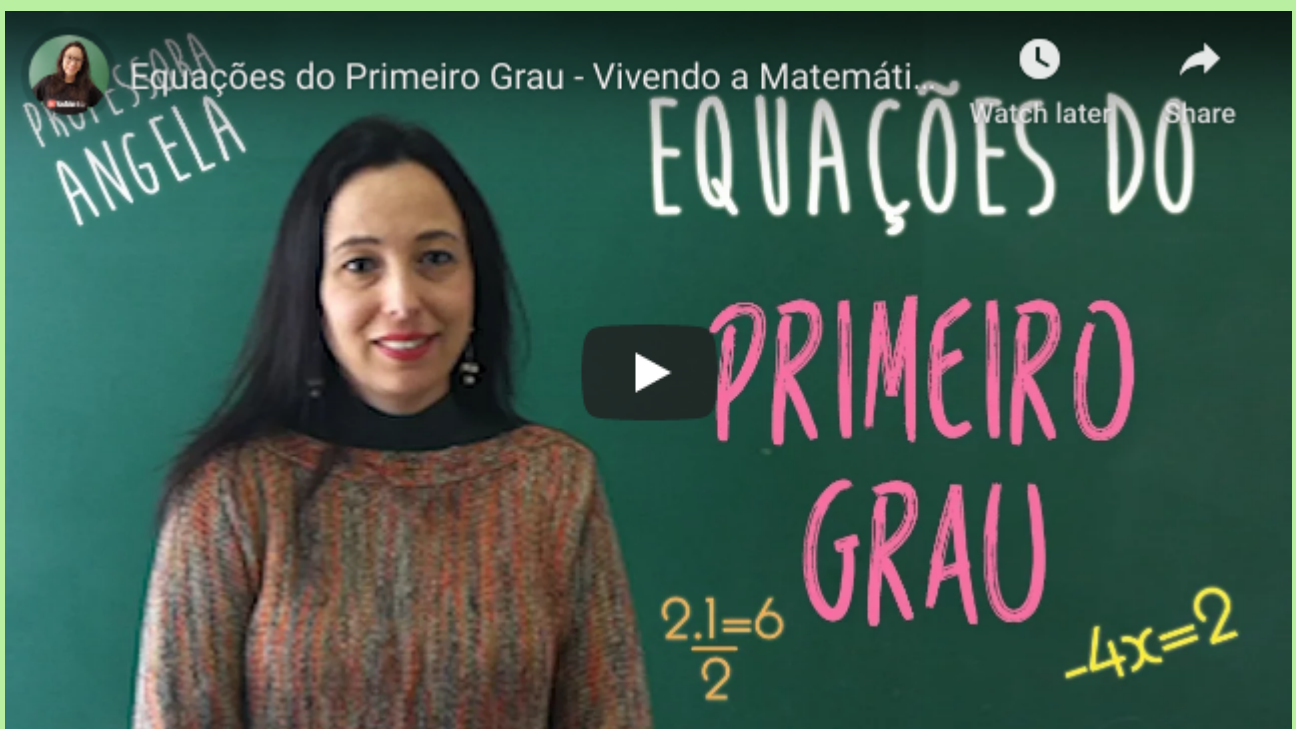 Equações do Primeiro Grau - Vivendo a Matemáti...
Watch later
Share
PROFESSORA
ANGELA
EQUAÇÕES DO
PRIMEIRO
GRAU
2.1=6
2
-4x=2